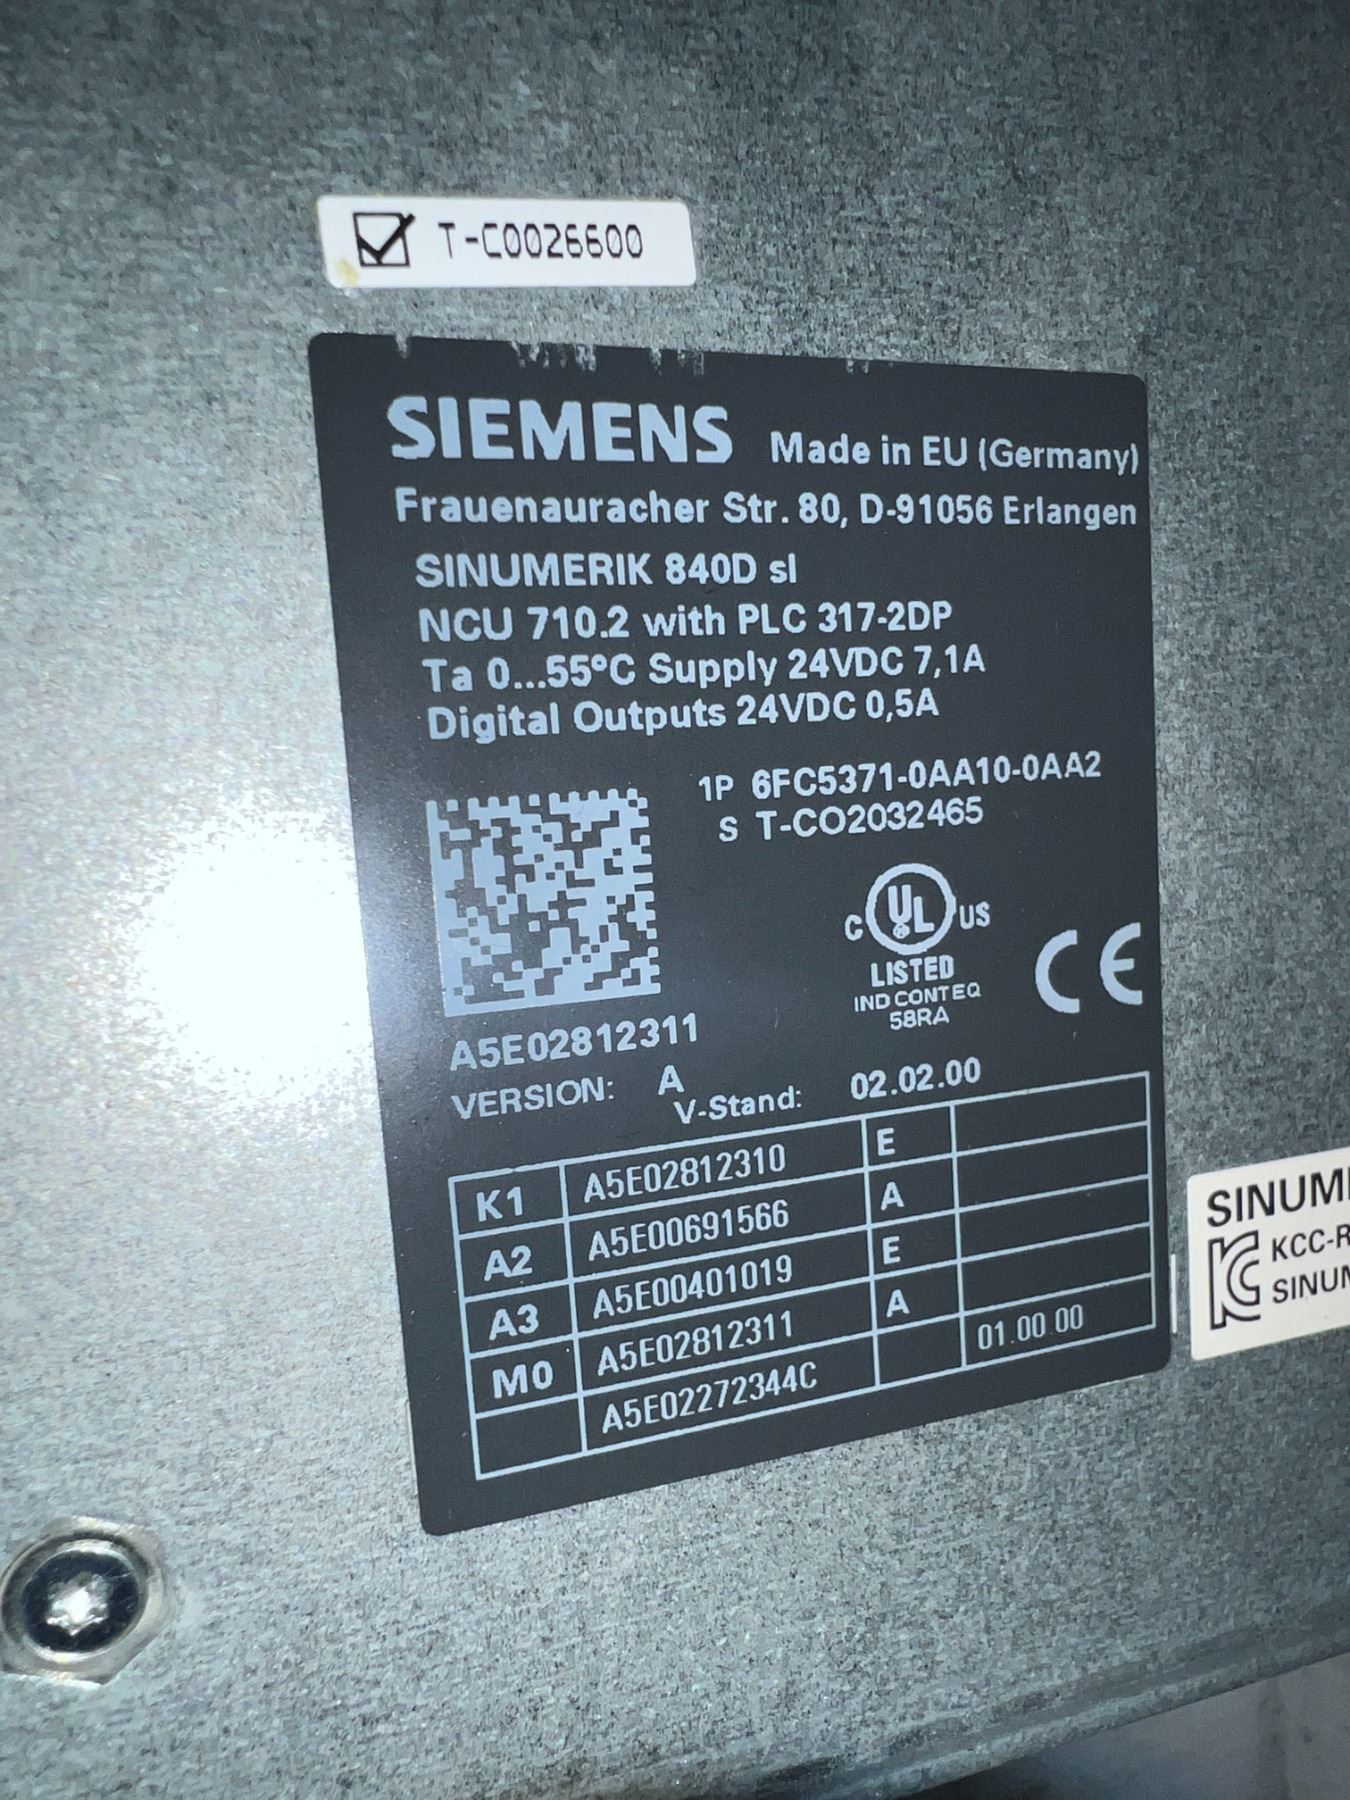 T-C0026600
SIEMENS Made in EU (Germany)
Frauenauracher Str. 80, D-91056 Erlangen
SINUMERIK 840D sl
NCU 710.2 with PLC 317-2DP
Ta 0...55°C Supply 24VDC 7,1A
Digital Outputs 24VDC 0,5A
1P 6FC5371-0AA10-0AA2
S T-CO2032465
C UL US
LISTED
IND CONT EQ
58RA
CE
A5E02812311
VERSION: A
V-Stand: 02.02.00
K1 A5E02812310 E
A2 A5E00691566 A
A3 A5E00401019 E
M0 A5E02812311 A
A5E02272344C 01.00.00
KCC-R